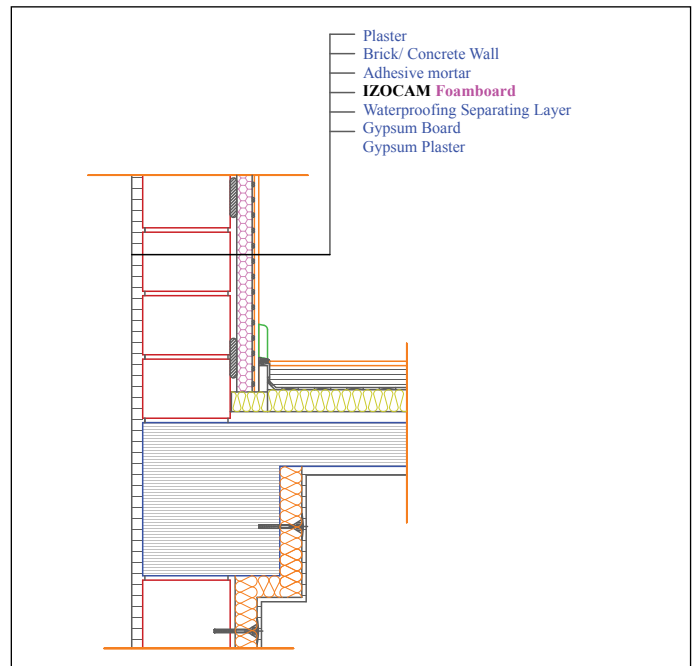 Plaster
Brick/ Concrete Wall
Adhesive mortar
IZOCAM Foamboard
Waterproofing Separating Layer
Gypsum Board
Gypsum Plaster